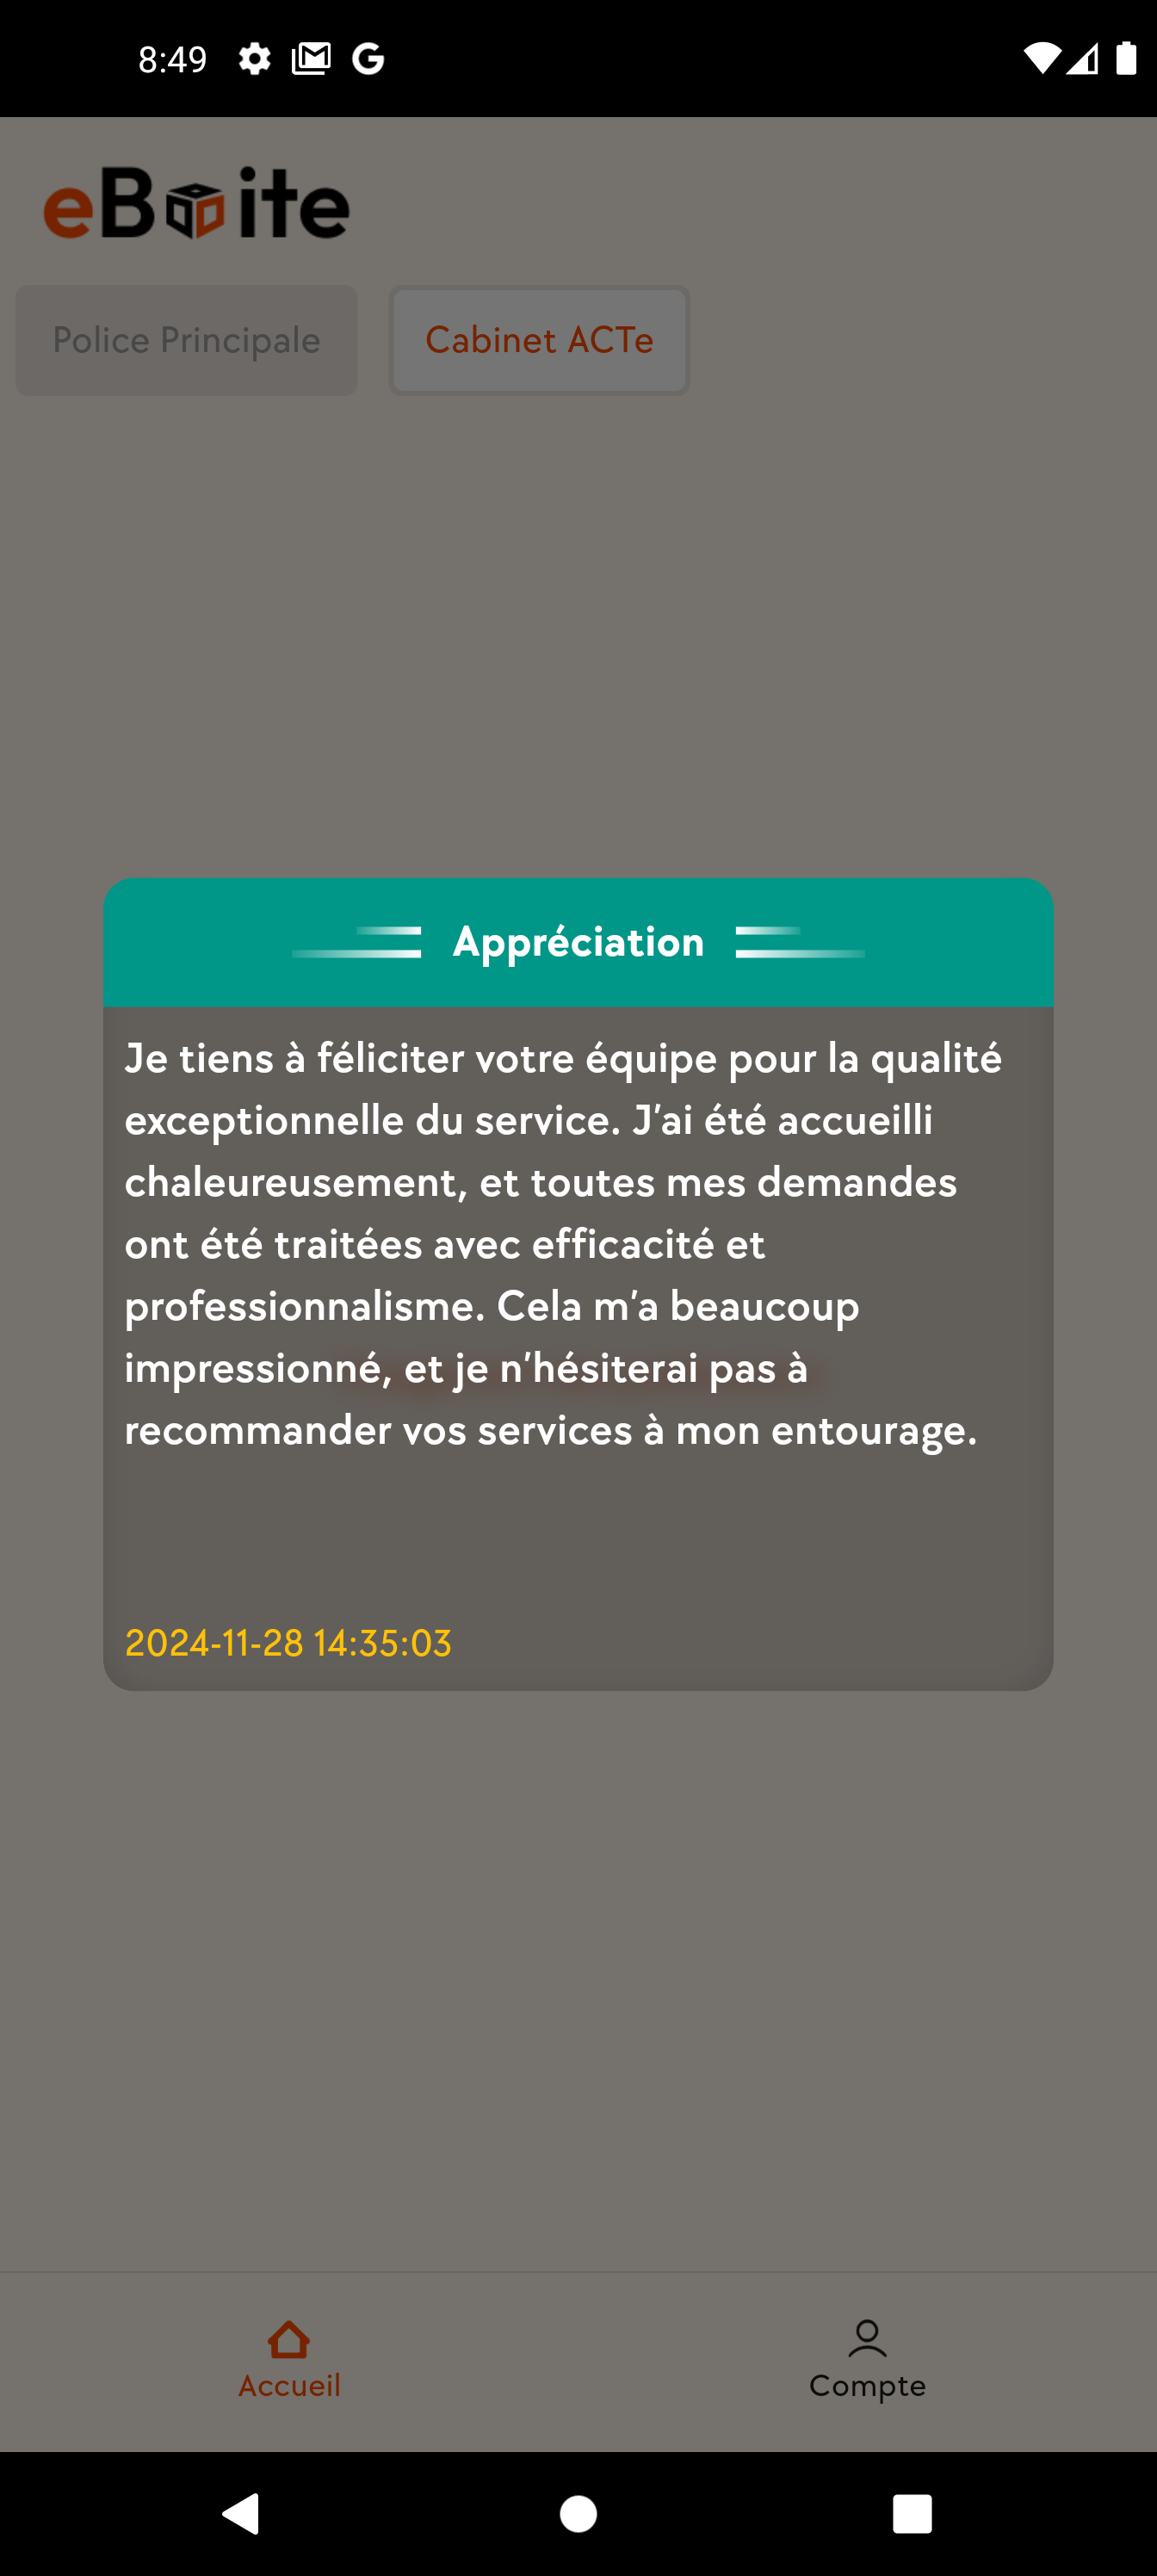 8:49
eBoite
Police Principale
Cabinet ACTe
Appréciation
Je tiens à féliciter votre équipe pour la qualité
exceptionnelle du service. J'ai été accueilli
chaleureusement, et toutes mes demandes
ont été traitées avec efficacité et
professionnalisme. Cela m'a beaucoup
impressionné, et je n'hésiterai pas à
recommander vos services à mon entourage.
2024-11-28 14:35:03
Accueil
Compte